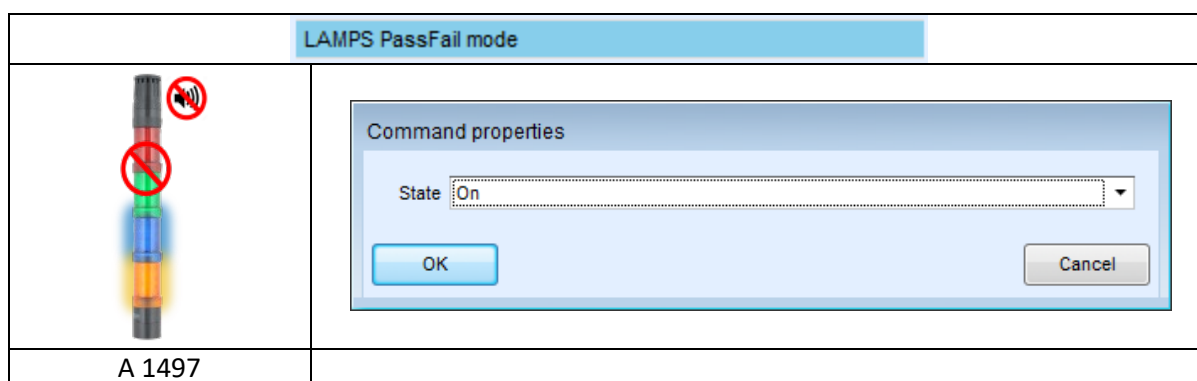 LAMPS PassFail mode
Command properties
State On
OK Cancel
A 1497